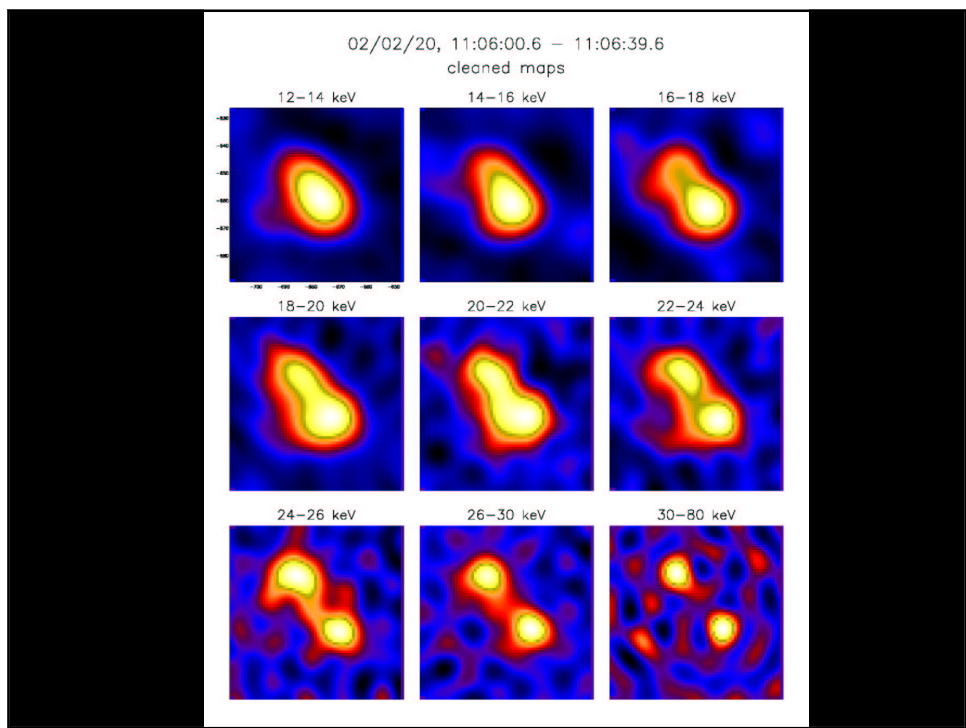 02/02/20, 11:06:00.6 – 11:06:39.6
cleaned maps
12–14 keV
14–16 keV
16–18 keV
18–20 keV
20–22 keV
22–24 keV
24–26 keV
26–30 keV
30–80 keV